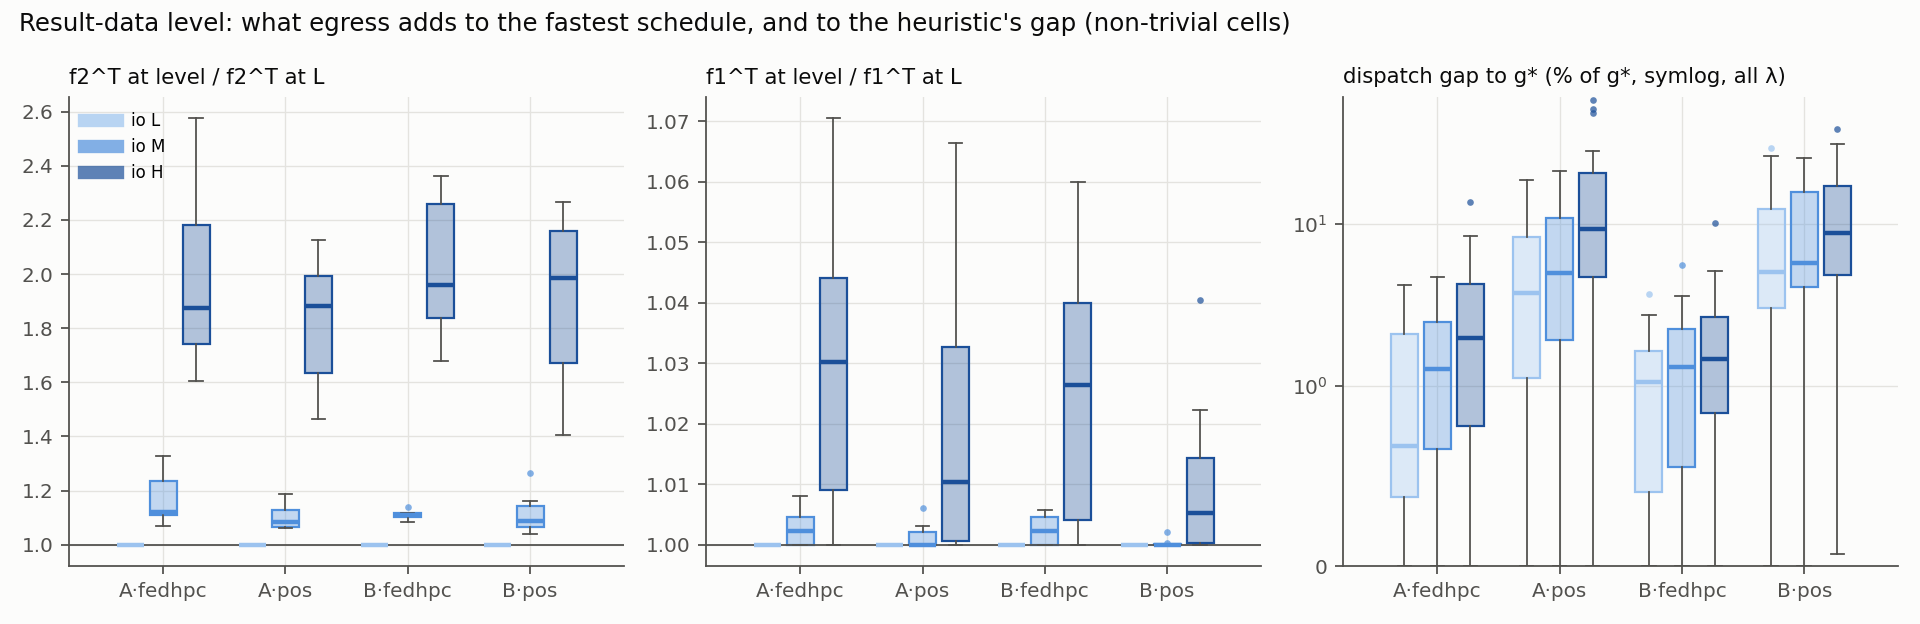 Result-data level: what egress adds to the fastest schedule, and to the heuristic's gap (non-trivial cells)
f2^T at level / f2^T at L
2.6
2.4
2.2
2.0
1.8
1.6
1.4
1.2
1.0
io L
io M
io H
A·fedhpc
A·pos
B·fedhpc
B·pos
f1^T at level / f1^T at L
1.07
1.06
1.05
1.04
1.03
1.02
1.01
1.00
A·fedhpc
A·pos
B·fedhpc
B·pos
dispatch gap to g* (% of g*, symlog, all λ)
10¹
10⁰
0
A·fedhpc
A·pos
B·fedhpc
B·pos